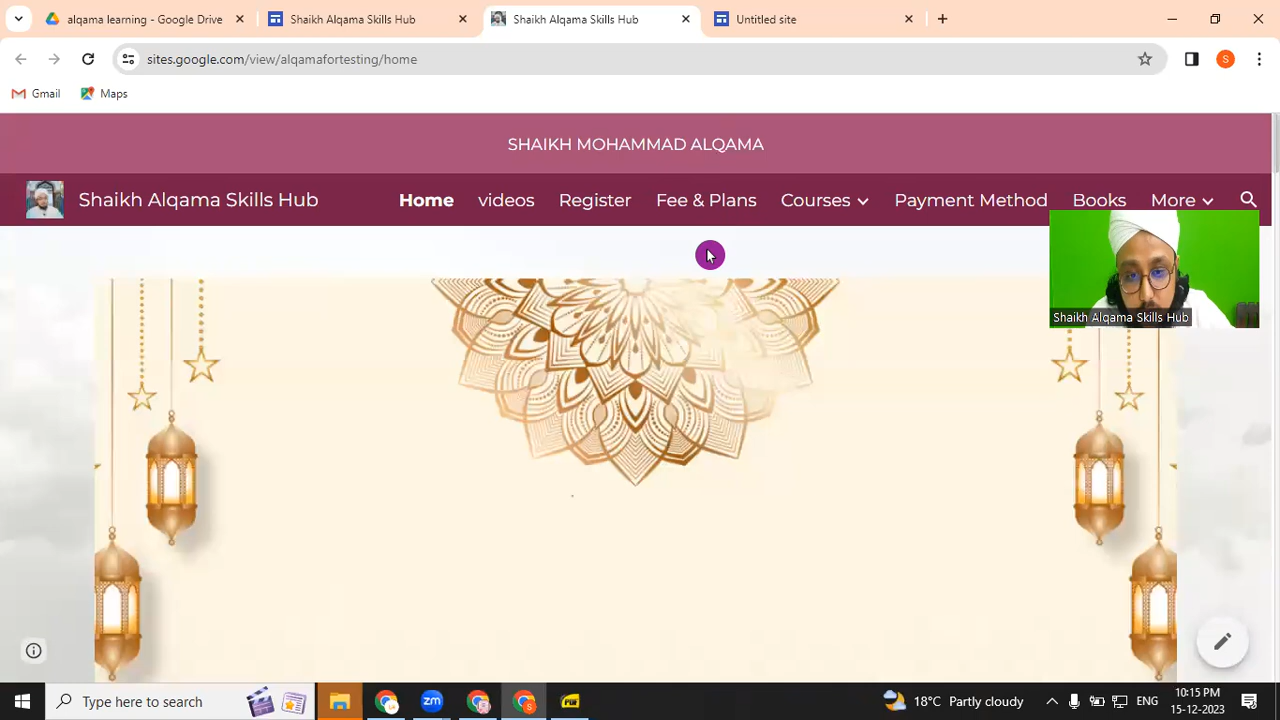 alqama learning - Google Drive
Shaikh Alqama Skills Hub
Shaikh Alqama Skills Hub
Untitled site
sites.google.com/view/alqamafortesting/home
S
Gmail
Maps
SHAIKH MOHAMMAD ALQAMA
Shaikh Alqama Skills Hub
Home
videos
Register
Fee & Plans
Courses
Payment Method
Books
More
Shaikh Alqama Skills Hub
Type here to search
zm
S
18°C Partly cloudy
ENG
10:15 PM
15-12-2023